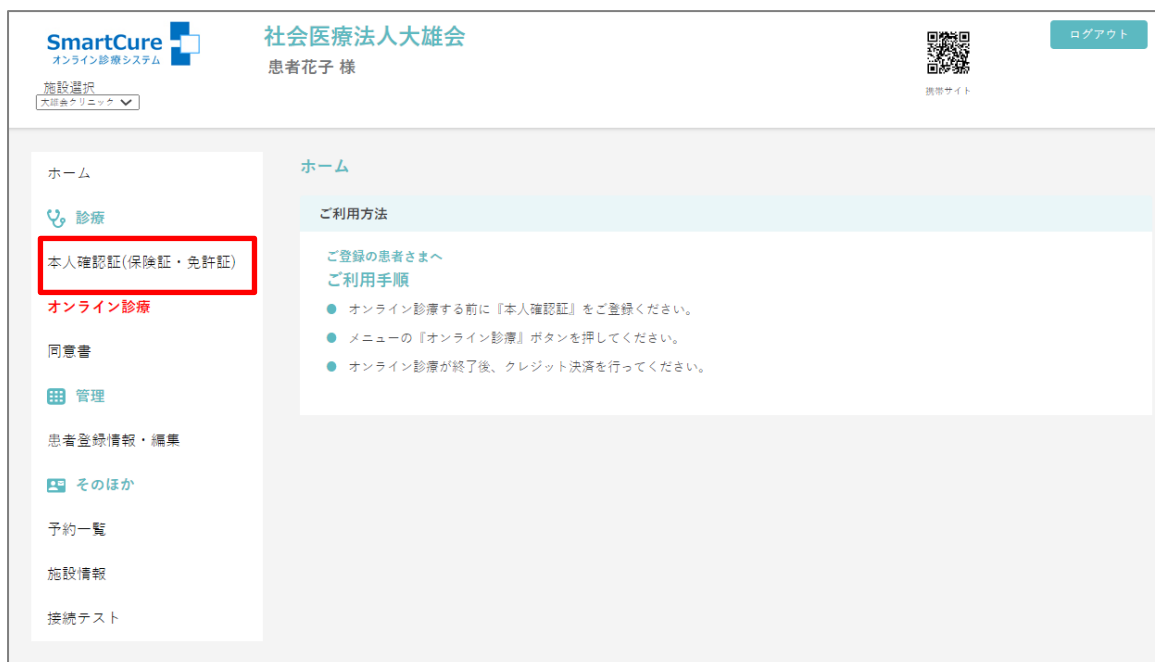 SmartCure
オンライン診療システム
施設選択
大雄会クリニック
社会医療法人大雄会
患者花子 様
携帯サイト
ログアウト
ホーム
診療
本人確認証(保険証・免許証)
オンライン診療
同意書
管理
患者登録情報・編集
そのほか
予約一覧
施設情報
接続テスト
ホーム
ご利用方法
ご登録の患者さまへ
ご利用手順
● オンライン診療する前に『本人確認証』をご登録ください。
● メニューの『オンライン診療』ボタンを押してください。
● オンライン診療が終了後、クレジット決済を行ってください。